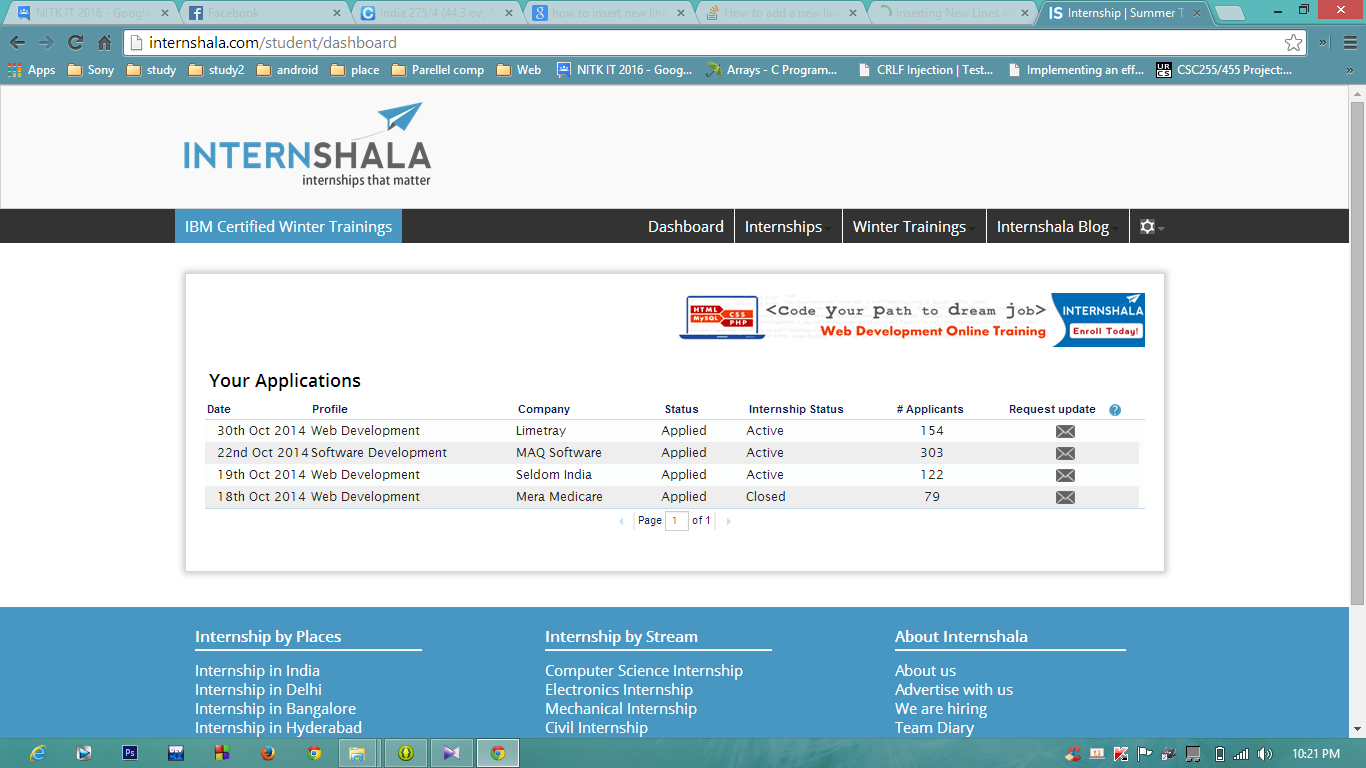 NITK IT 2016 - Google
Facebook
India 275/4 (44.3 ov, A
how to insert new line
How to add a new line
Inserting New Lines w
Internship | Summer T
internshala.com/student/dashboard
Apps Sony study study2 android place Parellel comp Web NITK IT 2016 - Goog... Arrays - C Program... CRLF Injection | Test... Implementing an eff... CSC255/455 Project:...
INTERNSHALA
internships that matter
IBM Certified Winter Trainings Dashboard Internships Winter Trainings Internshala Blog
HTML CSS
MySQL PHP
<Code your path to dream job>
Web Development Online Training
INTERNSHALA
Enroll Today!
Your Applications
Date Profile Company Status Internship Status # Applicants Request update ?
30th Oct 2014 Web Development Limetray Applied Active 154
22nd Oct 2014 Software Development MAQ Software Applied Active 303
19th Oct 2014 Web Development Seldom India Applied Active 122
18th Oct 2014 Web Development Mera Medicare Applied Closed 79
Page 1 of 1
Internship by Places Internship by Stream About Internshala
Internship in India Computer Science Internship About us
Internship in Delhi Electronics Internship Advertise with us
Internship in Bangalore Mechanical Internship We are hiring
Internship in Hyderabad Civil Internship Team Diary
10:21 PM